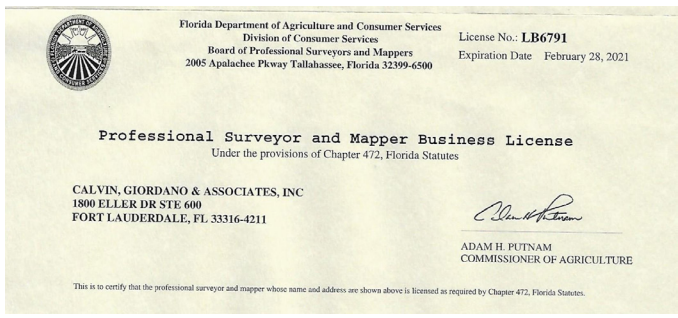 Florida Department of Agriculture and Consumer Services
Division of Consumer Services
Board of Professional Surveyors and Mappers
2005 Apalachee Pkway Tallahassee, Florida 32399-6500
License No.: LB6791
Expiration Date February 28, 2021
Professional Surveyor and Mapper Business License
Under the provisions of Chapter 472, Florida Statutes
CALVIN, GIORDANO & ASSOCIATES, INC
1800 ELLER DR STE 600
FORT LAUDERDALE, FL 33316-4211
Adam H Putnam
ADAM H. PUTNAM
COMMISSIONER OF AGRICULTURE
This is to certify that the professional surveyor and mapper whose name and address are shown above is licensed as required by Chapter 472, Florida Statutes.